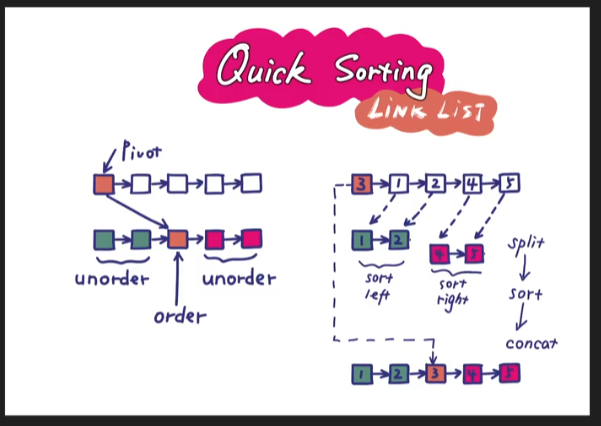 Quick Sorting
LINK LIST
Pivot
unorder
unorder
order
3 1 2 4 5
1 2
4 5
sort
left
sort
right
split
sort
concat
1 2 3 4 5